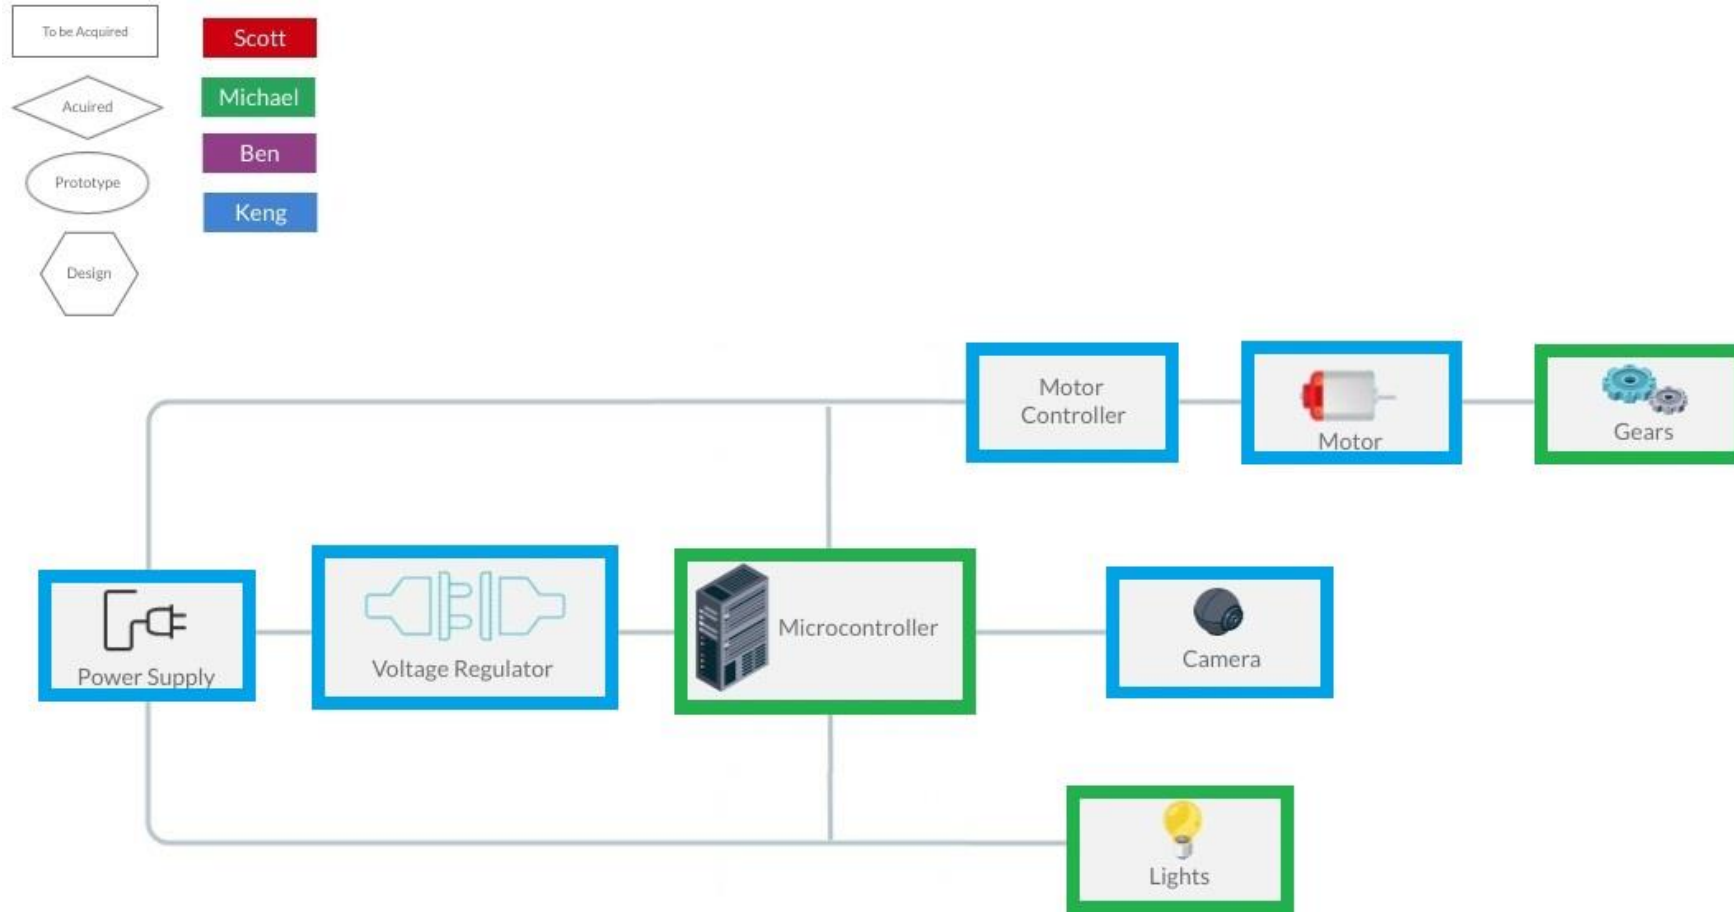 To be Acquired
Scott
Acuired
Michael
Prototype
Ben
Keng
Design
Motor
Controller
Motor
Gears
Power Supply
Voltage Regulator
Microcontroller
Camera
Lights